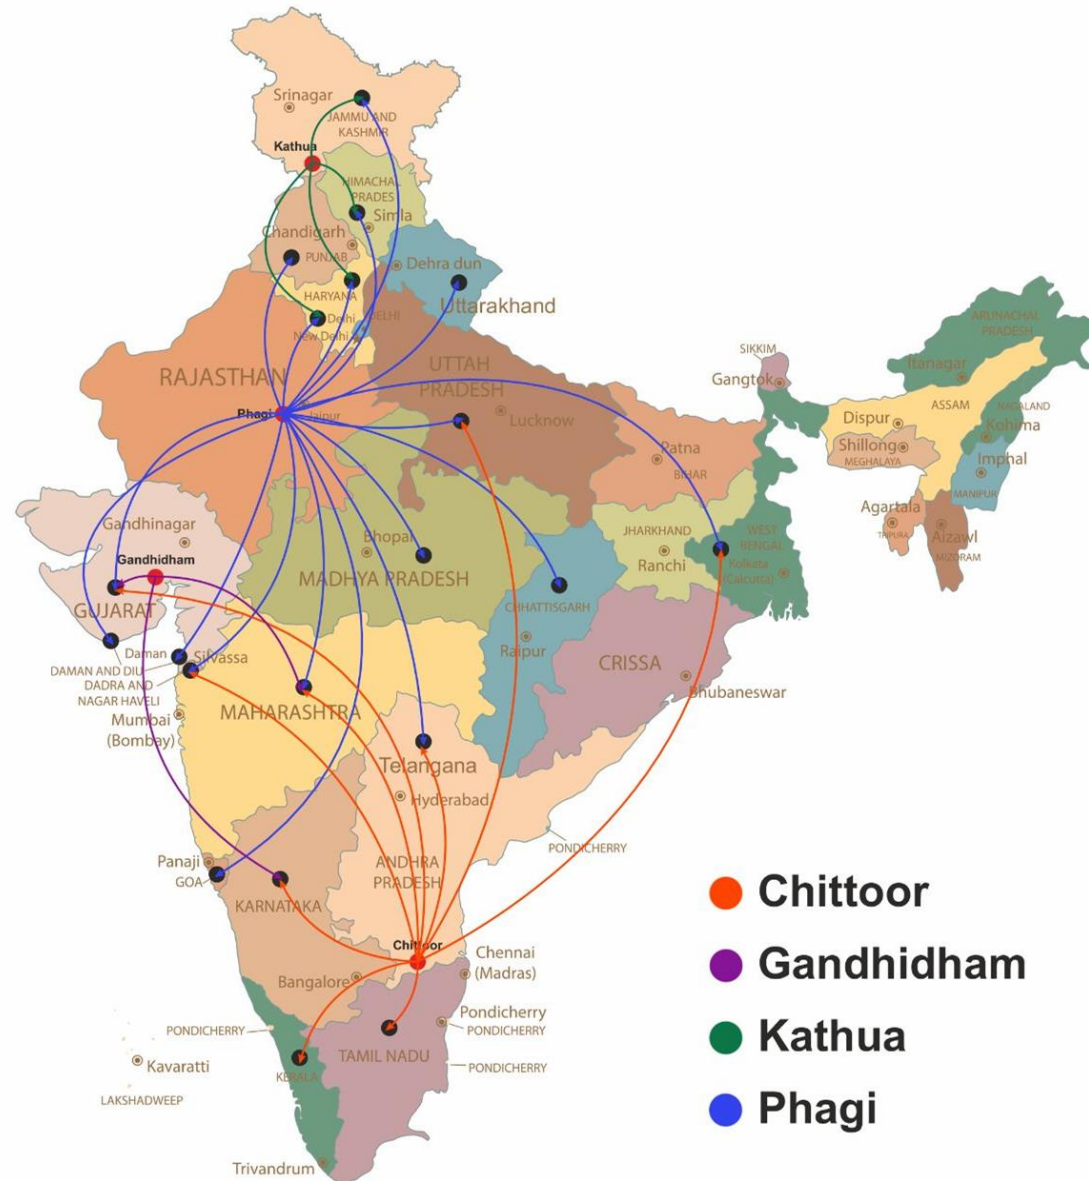 Srinagar
JAMMU AND
KASHMIR
Kathua
HIMACHAL
PRADES
Simla
Chandigarh
PUNJAB
Dehra dun
HARYANA
Uttarakhand
Delhi
DELHI
New Delhi
ARUNACHAL
PRADESH
SIKKIM
UTTAH
PRADESH
RAJASTHAN
Gangtok
Itanagar
ASSAM
NAGALAND
Phagi
Jaipur
Lucknow
Dispur
Kohima
Shillong
MEGHALAYA
Patna
BIHAR
Imphal
MANIPUR
Gandhinagar
Agartala
TRIPURA
Aizawl
MIZORAM
JHARKHAND
Ranchi
WEST
BENGAL
Kolkata
(Calcutta)
Bhopal
MADHYA PRADESH
Gandhidham
GUJARAT
CHHATTISGARH
Raipur
CRISSA
Bhubaneswar
Daman
Silvassa
DAMAN AND DIU
DADRA AND
NAGAR HAVELI
Mumbai
(Bombay)
MAHARASHTRA
Telangana
Hyderabad
PONDICHERRY
Panaji
GOA
ANDHRA
PRADESH
KARNATAKA
Chittoor
Chennai
(Madras)
Bangalore
Pondicherry
PONDICHERRY
PONDICHERRY
TAMIL NADU
PONDICHERRY
KERALA
Kavaratti
LAKSHADWEEP
Trivandrum
Chittoor
Gandhidham
Kathua
Phagi